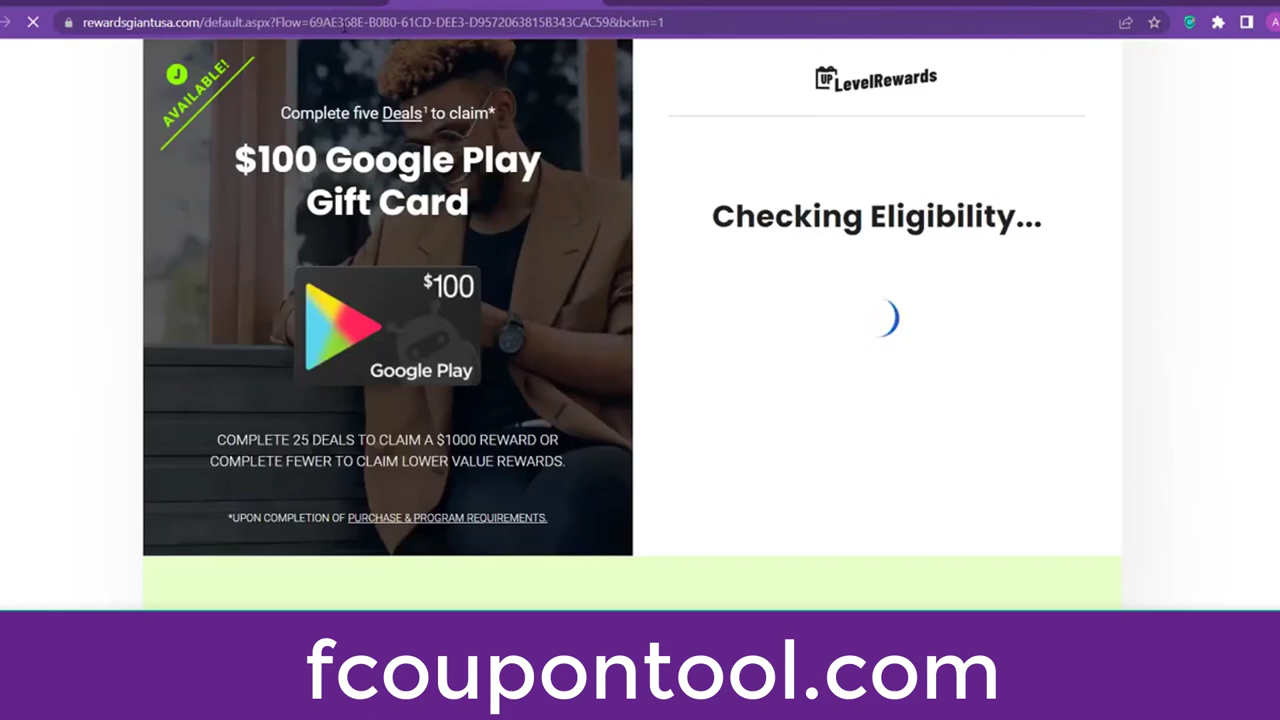 rewardsgiantusa.com/default.aspx?Flow=69AE368E-B0B0-61CD-DEE3-D9572063815B343CAC59&bckm=1
J
AVAILABLE!
Complete five Deals¹ to claim*
$100 Google Play
Gift Card
$100
Google Play
COMPLETE 25 DEALS TO CLAIM A $1000 REWARD OR
COMPLETE FEWER TO CLAIM LOWER VALUE REWARDS.
*UPON COMPLETION OF PURCHASE & PROGRAM REQUIREMENTS.
UP LevelRewards
Checking Eligibility...
fcoupontool.com